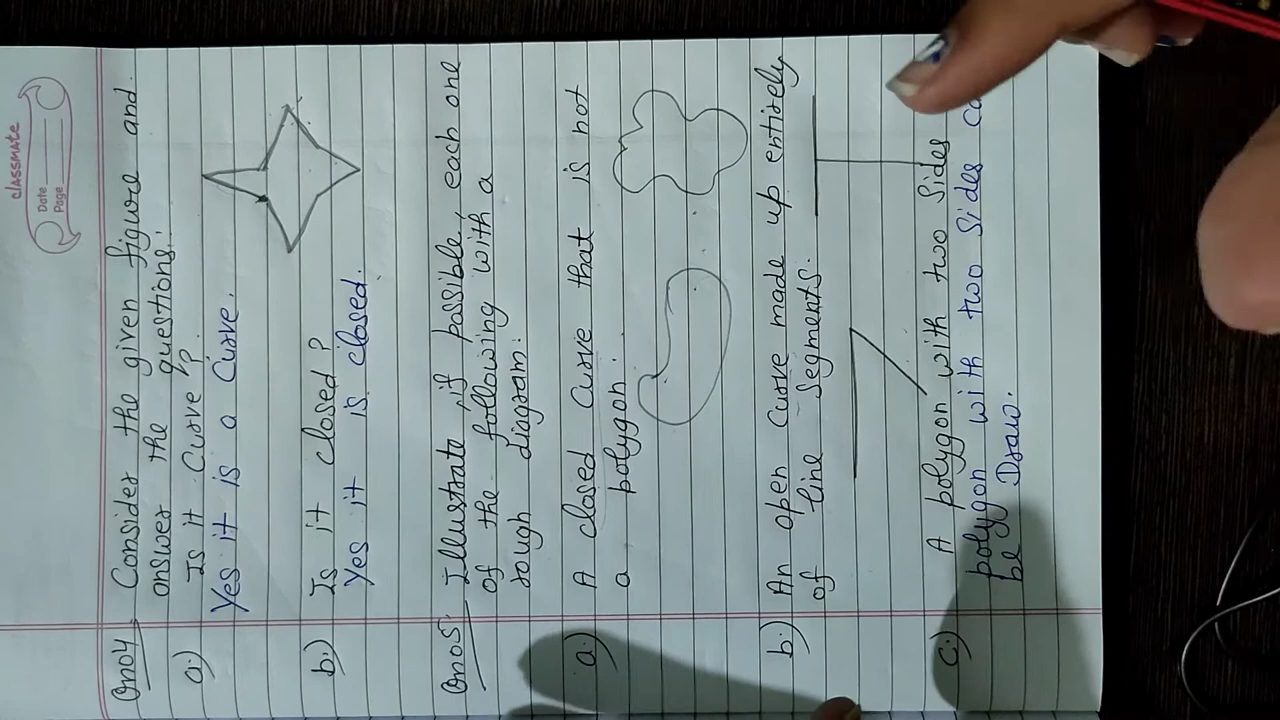 classmate
Date
Page
Qno4. Consider the given figure and
answer the questions:
a:) Is it Curve?
Yes it is a Curve.
b:) Is it closed?
Yes it is closed.
Qno5. Illustrate, if possible, each one
of the following with a
rough diagram:
a:) A closed Curve that is not
a polygon.
b:) An open Curve made up entirely
of line segments.
c:) A polygon with two sides
polygon with two sides
be Draw.